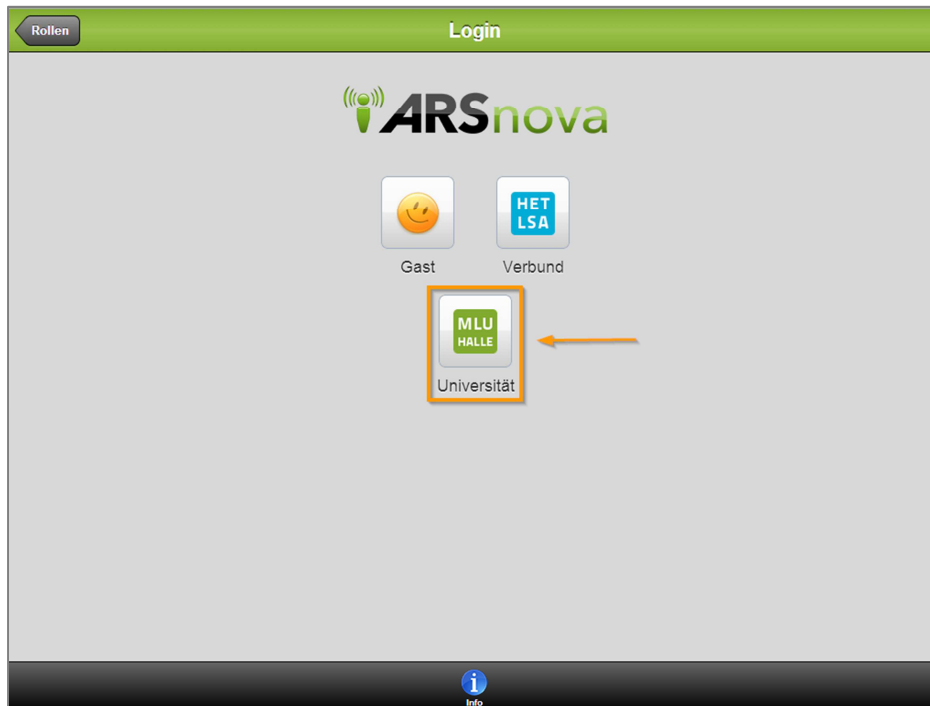 Rollen
Login
ARSnova
HET
LSA
Gast
Verbund
MLU
HALLE
Universität
Info